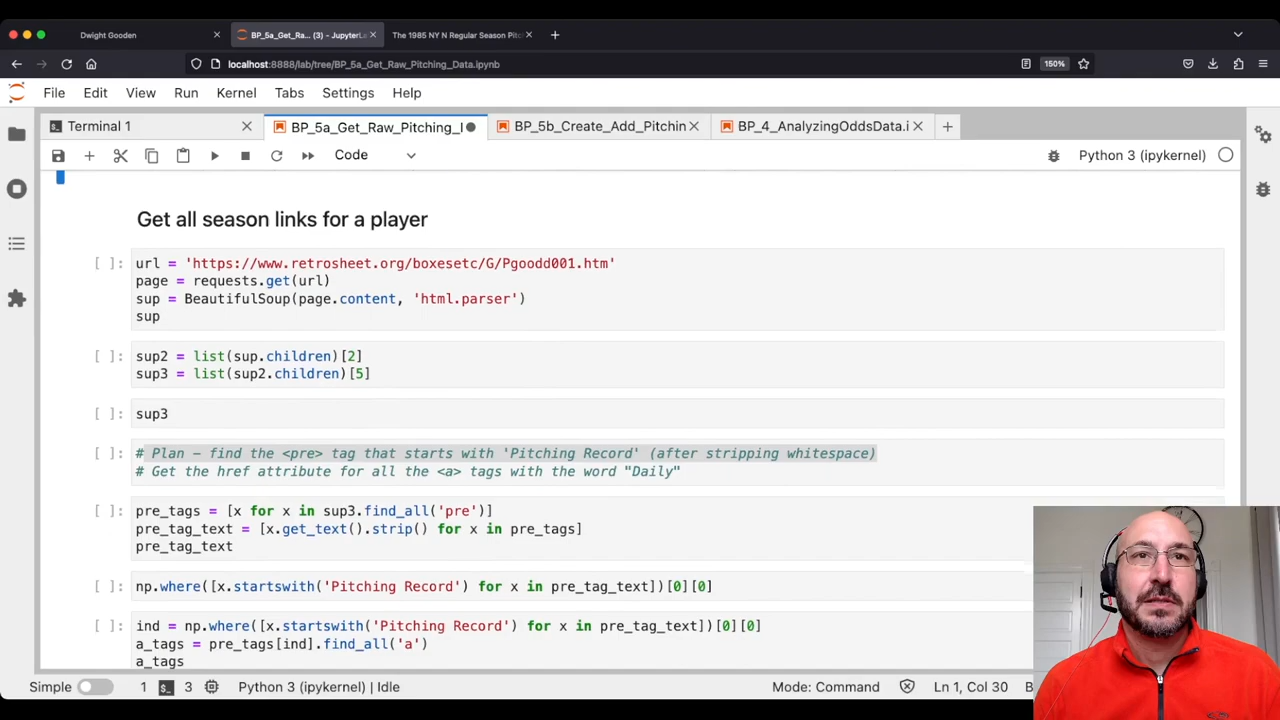 Dwight Gooden
BP_5a_Get_Ra... (3) - JupyterLa
The 1985 NY N Regular Season Pitc
localhost:8888/lab/tree/BP_5a_Get_Raw_Pitching_Data.ipynb
150%
File Edit View Run Kernel Tabs Settings Help
Terminal 1
BP_5a_Get_Raw_Pitching_I
BP_5b_Create_Add_Pitchin
BP_4_AnalyzingOddsData.i
Code
Python 3 (ipykernel)
Get all season links for a player
[ ]: url = 'https://www.retrosheet.org/boxesetc/G/Pgoodd001.htm'
page = requests.get(url)
sup = BeautifulSoup(page.content, 'html.parser')
sup
[ ]: sup2 = list(sup.children)[2]
sup3 = list(sup2.children)[5]
[ ]: sup3
[ ]: # Plan – find the <pre> tag that starts with 'Pitching Record' (after stripping whitespace)
# Get the href attribute for all the <a> tags with the word "Daily"
[ ]: pre_tags = [x for x in sup3.find_all('pre')]
pre_tag_text = [x.get_text().strip() for x in pre_tags]
pre_tag_text
[ ]: np.where([x.startswith('Pitching Record') for x in pre_tag_text])[0][0]
[ ]: ind = np.where([x.startswith('Pitching Record') for x in pre_tag_text])[0][0]
a_tags = pre_tags[ind].find_all('a')
a_tags
Simple 1 3 Python 3 (ipykernel) | Idle
Mode: Command Ln 1, Col 30 B